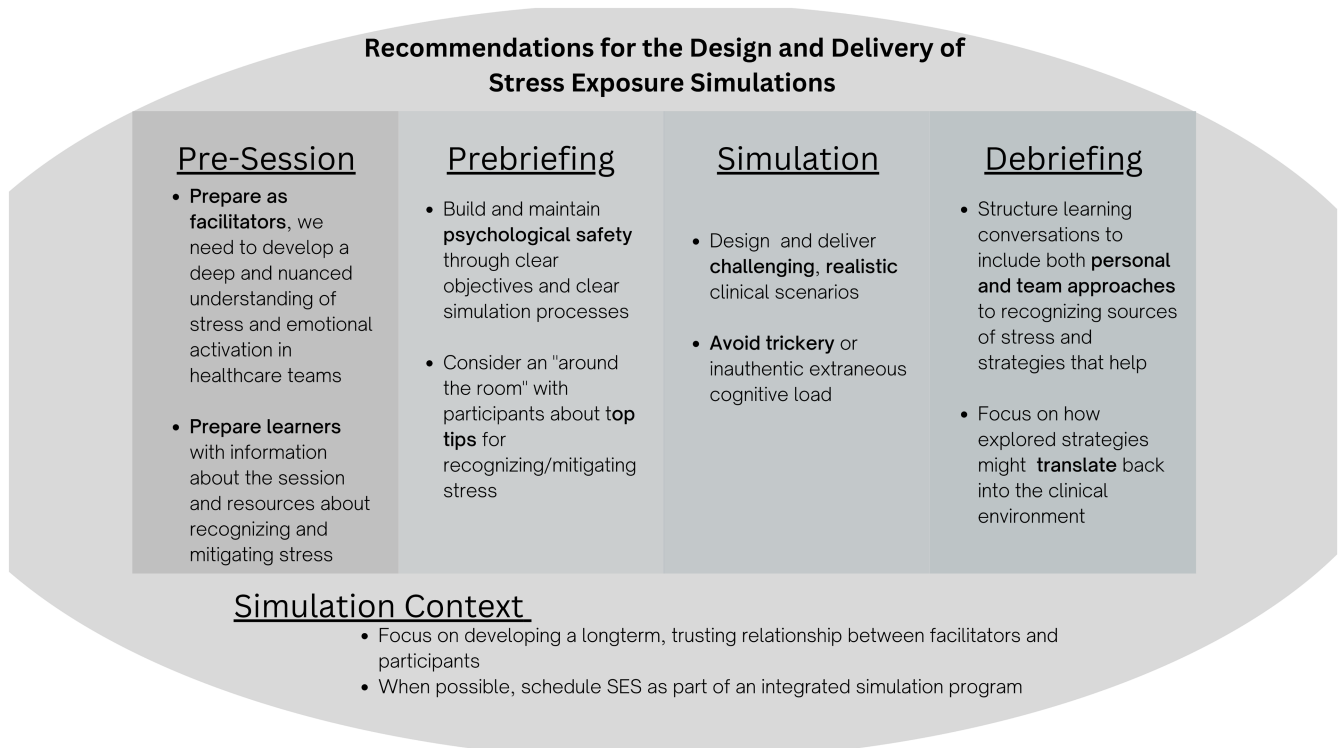 Recommendations for the Design and Delivery of
Stress Exposure Simulations
Pre-Session
• Prepare as
facilitators, we
need to develop a
deep and nuanced
understanding of
stress and emotional
activation in
healthcare teams
• Prepare learners
with information
about the session
and resources about
recognizing and
mitigating stress
Prebriefing
• Build and maintain
psychological safety
through clear
objectives and clear
simulation processes
• Consider an "around
the room" with
participants about top
tips for
recognizing/mitigating
stress
Simulation
• Design  and deliver
challenging, realistic
clinical scenarios
• Avoid trickery or
inauthentic extraneous
cognitive load
Debriefing
• Structure learning
conversations to
include both personal
and team approaches
to recognizing sources
of stress and
strategies that help
• Focus on how
explored strategies
might  translate back
into the clinical
environment
Simulation Context
• Focus on developing a longterm, trusting relationship between facilitators and
participants
• When possible, schedule SES as part of an integrated simulation program